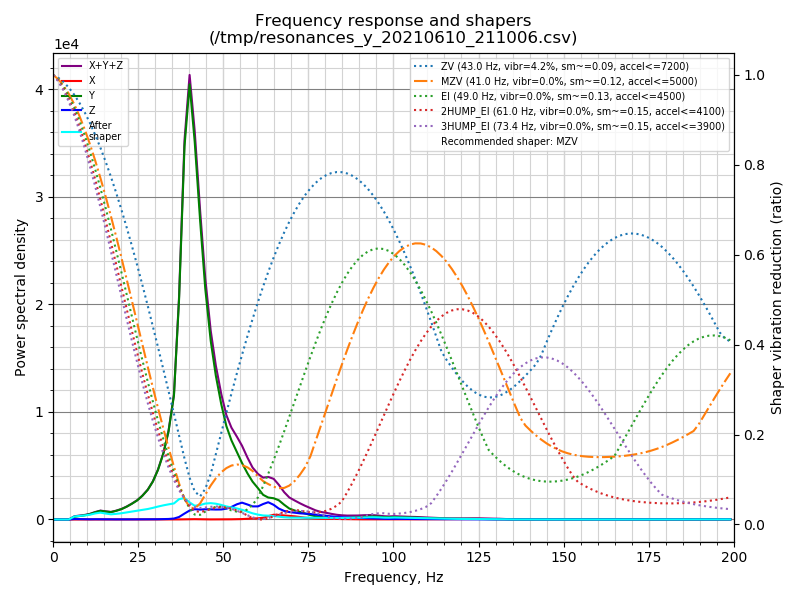 Frequency response and shapers
(/tmp/resonances_y_20210610_211006.csv)
1e4
X+Y+Z
X
Y
Z
After
shaper
ZV (43.0 Hz, vibr=4.2%, sm~=0.09, accel<=7200)
MZV (41.0 Hz, vibr=0.0%, sm~=0.12, accel<=5000)
EI (49.0 Hz, vibr=0.0%, sm~=0.13, accel<=4500)
2HUMP_EI (61.0 Hz, vibr=0.0%, sm~=0.15, accel<=4100)
3HUMP_EI (73.4 Hz, vibr=0.0%, sm~=0.15, accel<=3900)
Recommended shaper: MZV
Power spectral density
4
3
2
1
0
1.0
0.8
0.6
0.4
0.2
0.0
Shaper vibration reduction (ratio)
0 25 50 75 100 125 150 175 200
Frequency, Hz